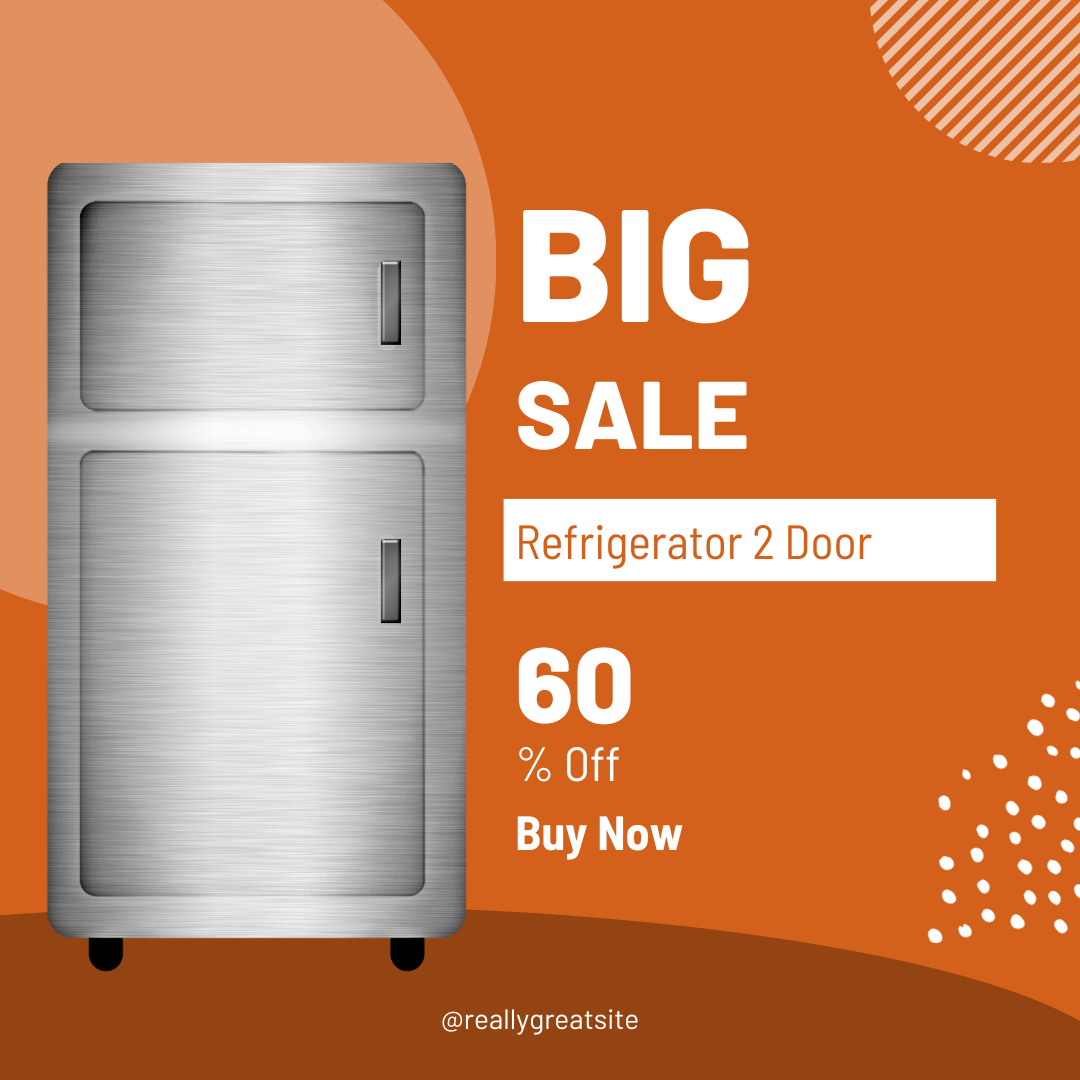 BIG
SALE
Refrigerator 2 Door
60
% Off
Buy Now
@reallygreatsite